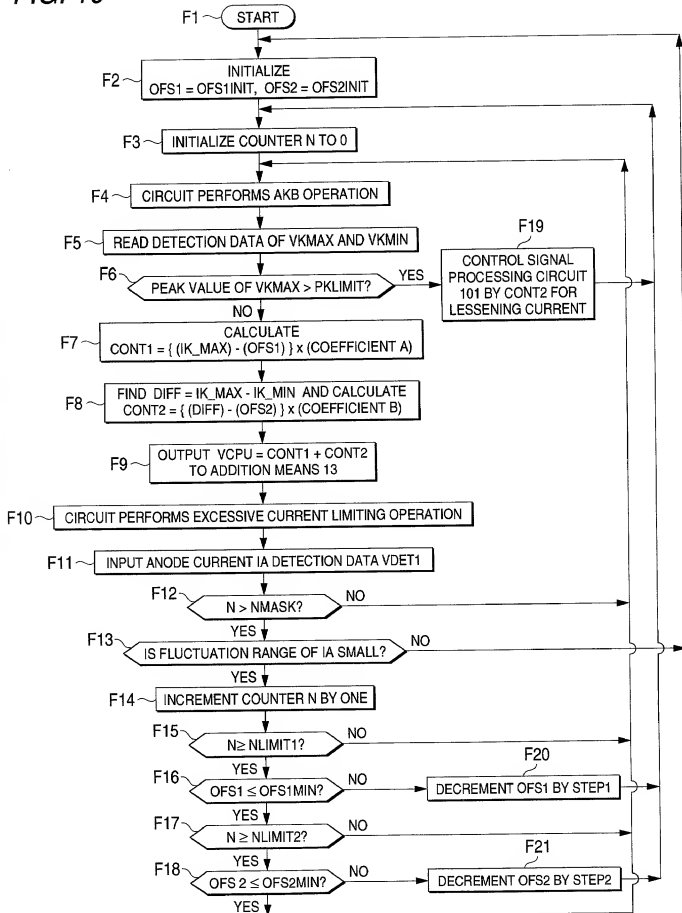 F1
START
F2
INITIALIZE
OFS1 = OFS1INIT, OFS2 = OFS2INIT
F3
INITIALIZE COUNTER N TO 0
F4
CIRCUIT PERFORMS AKB OPERATION
F5
READ DETECTION DATA OF VKMAX AND VKMIN
F6
PEAK VALUE OF VKMAX > PKLIMIT?
YES
NO
F19
CONTROL SIGNAL
PROCESSING CIRCUIT
101 BY CONT2 FOR
LESSENING CURRENT
F7
CALCULATE
CONT1 = { (IK_MAX) - (OFS1) } x (COEFFICIENT A)
F8
FIND DIFF = IK_MAX - IK_MIN AND CALCULATE
CONT2 = { (DIFF) - (OFS2) } x (COEFFICIENT B)
F9
OUTPUT VCPU = CONT1 + CONT2
TO ADDITION MEANS 13
F10
CIRCUIT PERFORMS EXCESSIVE CURRENT LIMITING OPERATION
F11
INPUT ANODE CURRENT IA DETECTION DATA VDET1
F12
N > NMASK?
NO
YES
F13
IS FLUCTUATION RANGE OF IA SMALL?
NO
YES
F14
INCREMENT COUNTER N BY ONE
F15
N ≥ NLIMIT1?
NO
YES
F16
OFS1 ≤ OFS1MIN?
NO
F20
DECREMENT OFS1 BY STEP1
YES
F17
N ≥ NLIMIT2?
NO
YES
F18
OFS 2 ≤ OFS2MIN?
NO
F21
DECREMENT OFS2 BY STEP2
YES